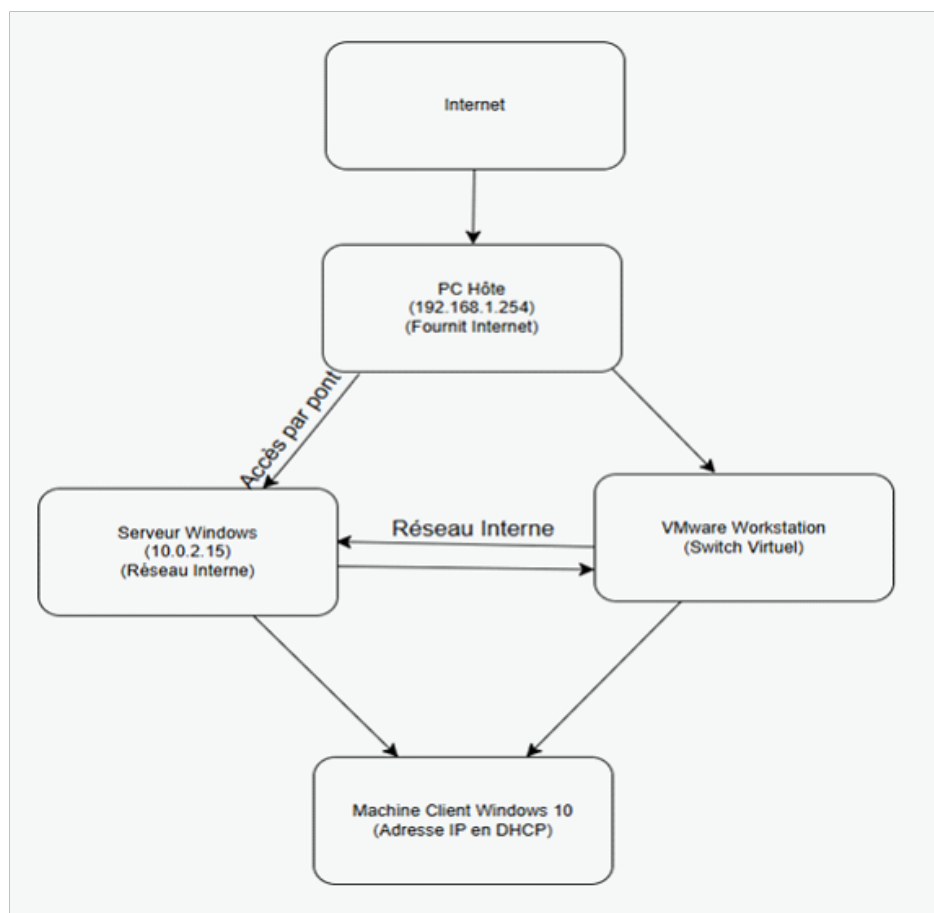 Internet
PC Hôte
(192.168.1.254)
(Fournit Internet)
Accès par pont
Serveur Windows
(10.0.2.15)
(Réseau Interne)
Réseau Interne
VMware Workstation
(Switch Virtuel)
Machine Client Windows 10
(Adresse IP en DHCP)